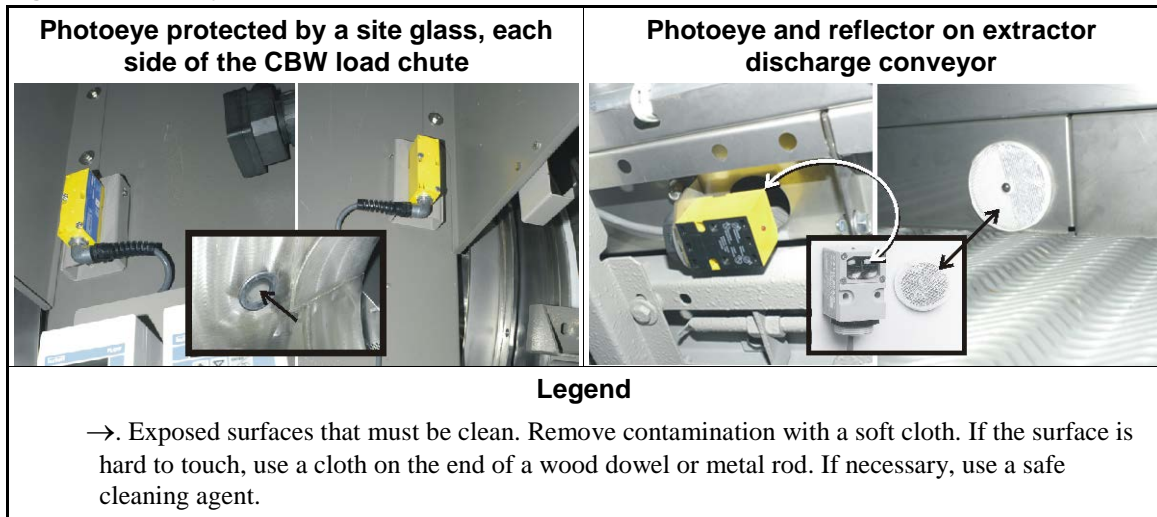 Photoeye protected by a site glass, each
side of the CBW load chute
Photoeye and reflector on extractor
discharge conveyor
Legend
→. Exposed surfaces that must be clean. Remove contamination with a soft cloth. If the surface is
hard to touch, use a cloth on the end of a wood dowel or metal rod. If necessary, use a safe
cleaning agent.